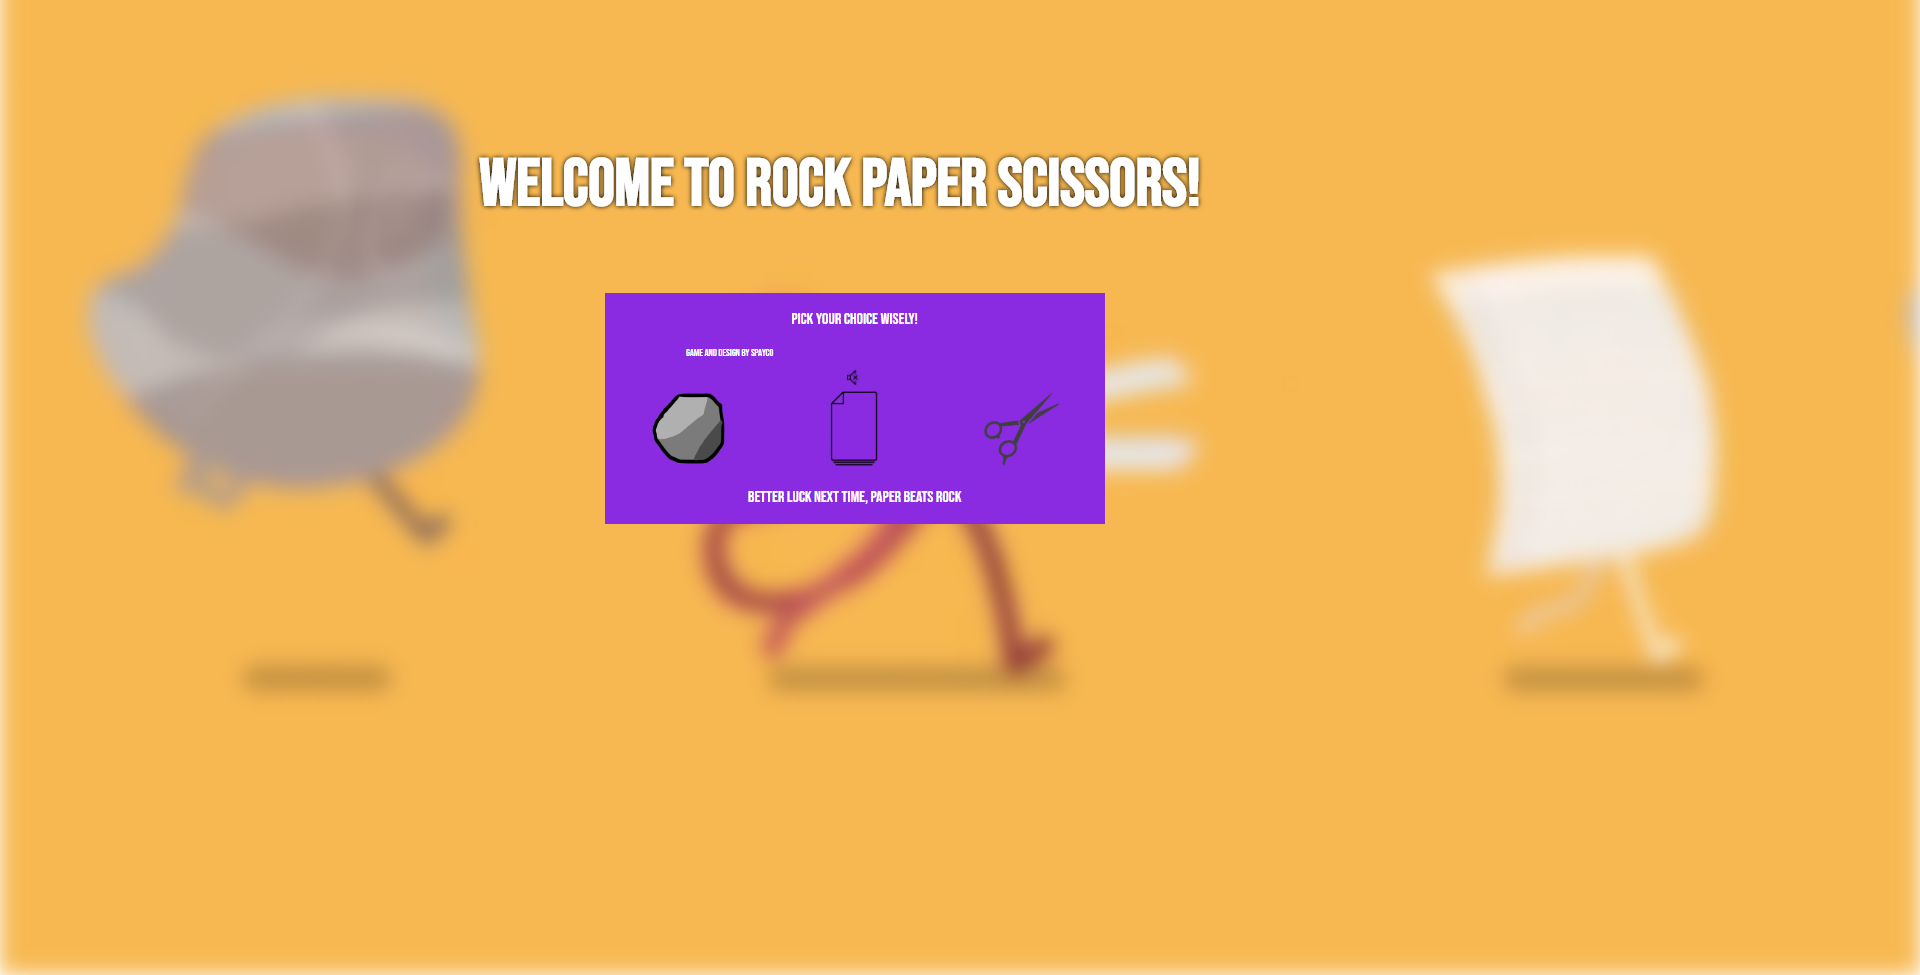 WELCOME TO ROCK PAPER SCISSORS!
PICK YOUR CHOICE WISELY!
GAME AND DESIGN BY SPAYCO
BETTER LUCK NEXT TIME, PAPER BEATS ROCK